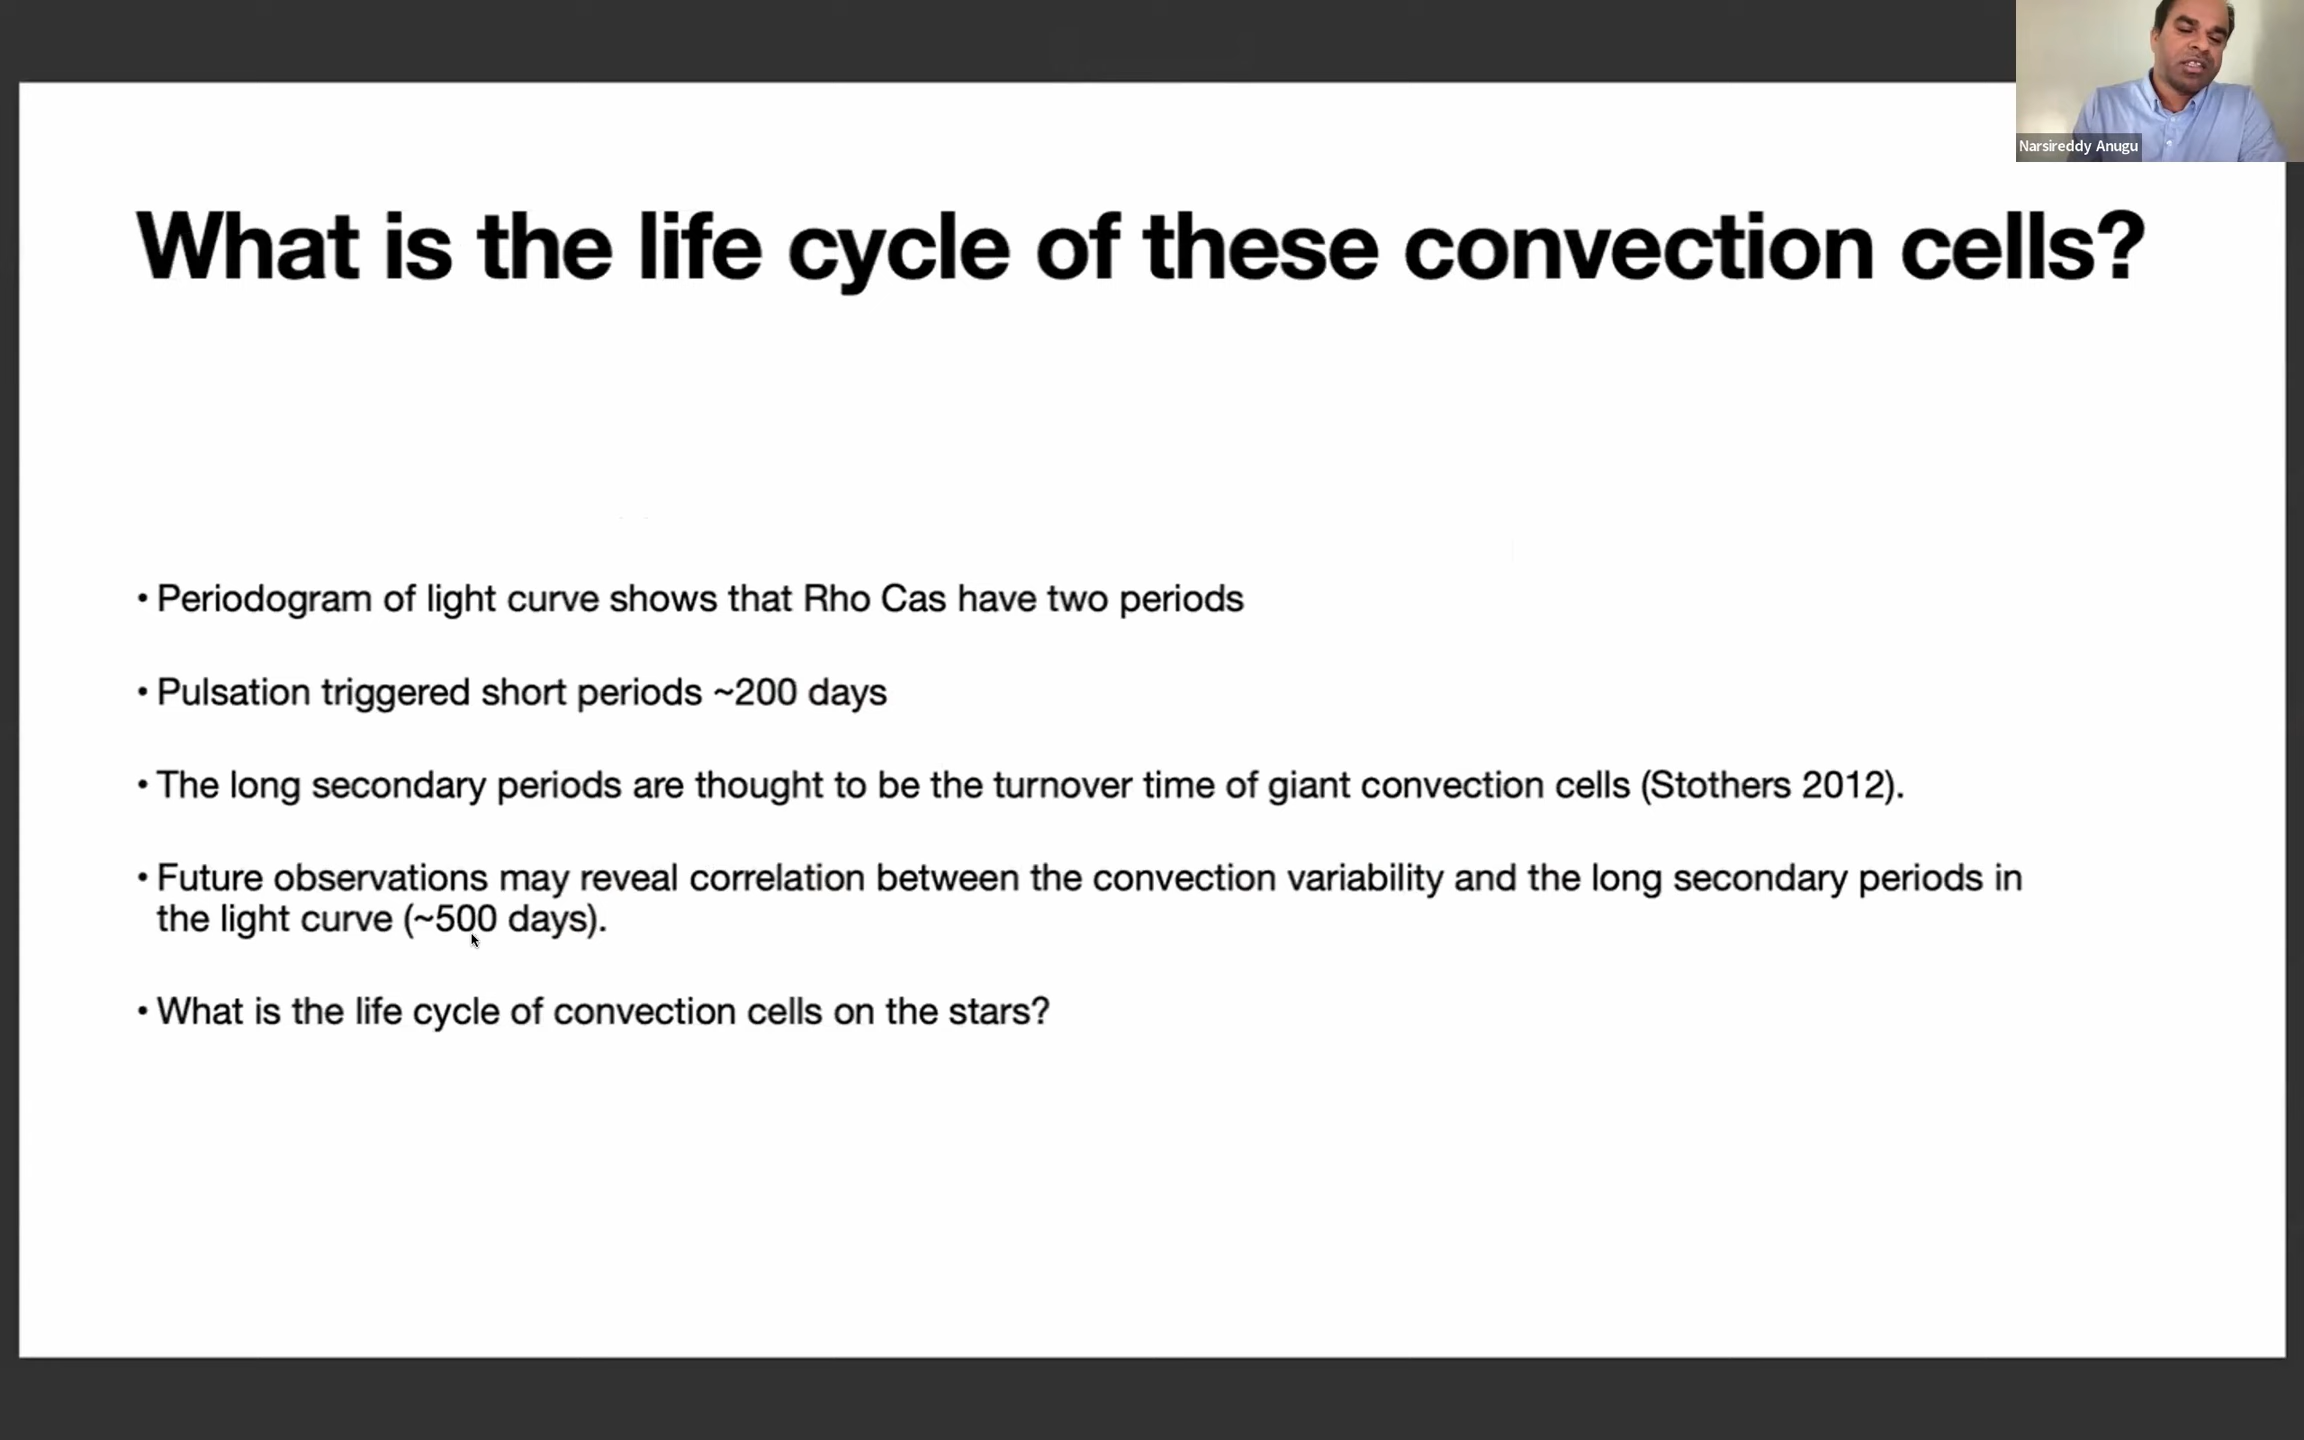 Narsireddy Anugu
What is the life cycle of these convection cells?
• Periodogram of light curve shows that Rho Cas have two periods
• Pulsation triggered short periods ~200 days
• The long secondary periods are thought to be the turnover time of giant convection cells (Stothers 2012).
• Future observations may reveal correlation between the convection variability and the long secondary periods in
the light curve (~500 days).
• What is the life cycle of convection cells on the stars?